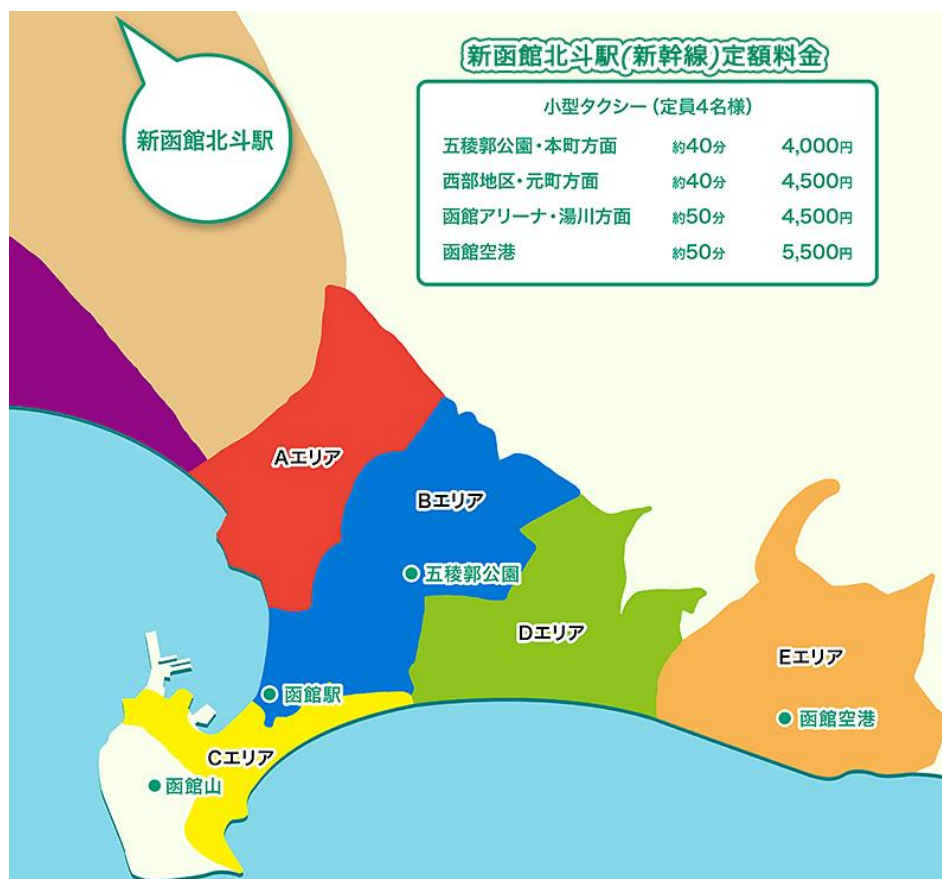 新函館北斗駅(新幹線)定額料金
小型タクシー(定員4名様)
五稜郭公園・本町方面 約40分 4,000円
西部地区・元町方面 約40分 4,500円
函館アリーナ・湯川方面 約50分 4,500円
函館空港 約50分 5,500円
新函館北斗駅
Aエリア
Bエリア
五稜郭公園
Dエリア
Eエリア
函館駅
函館空港
Cエリア
函館山